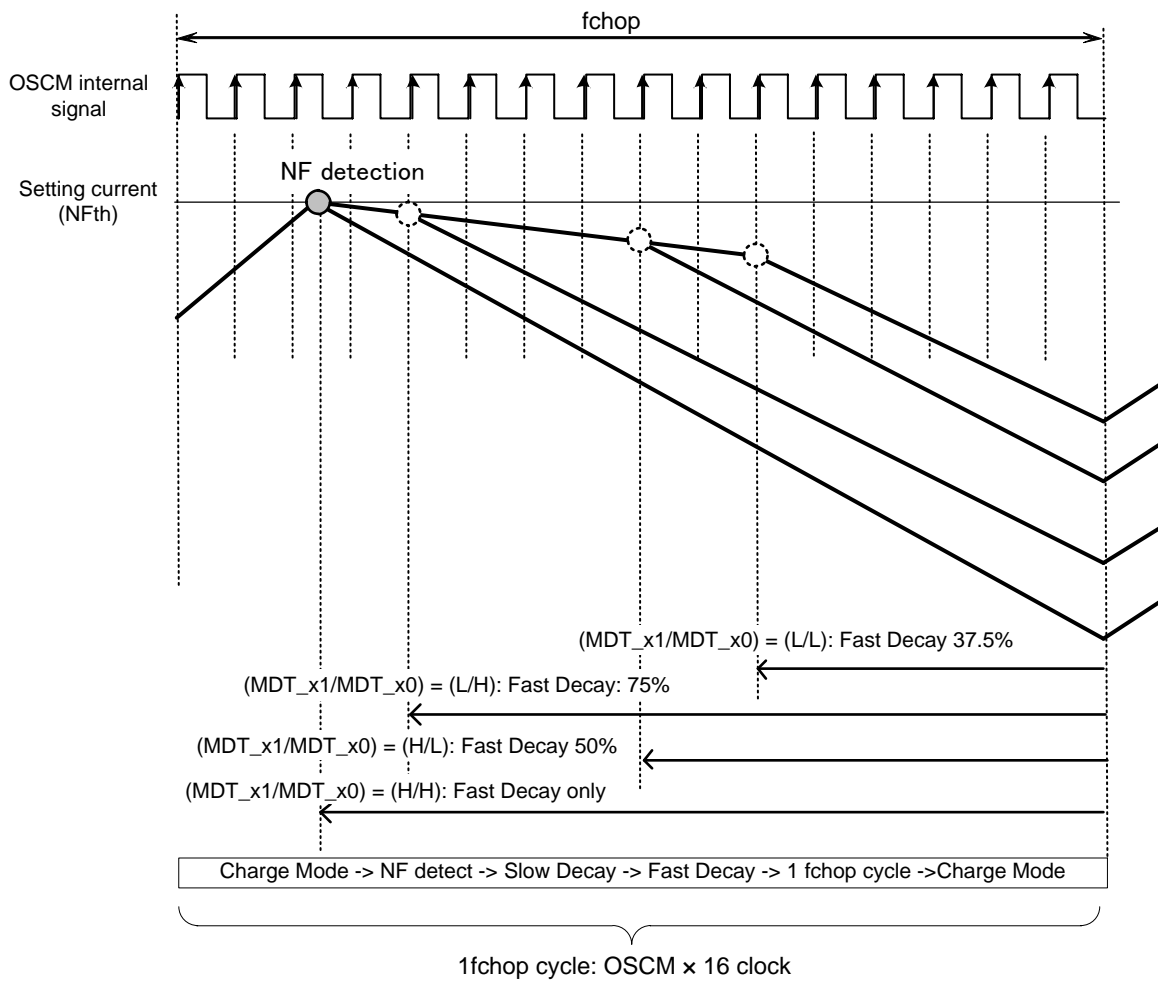 fchop
OSCM internal
signal
NF detection
Setting current
(NFth)
(MDT_x1/MDT_x0) = (L/L): Fast Decay 37.5%
(MDT_x1/MDT_x0) = (L/H): Fast Decay: 75%
(MDT_x1/MDT_x0) = (H/L): Fast Decay 50%
(MDT_x1/MDT_x0) = (H/H): Fast Decay only
Charge Mode -> NF detect -> Slow Decay -> Fast Decay -> 1 fchop cycle ->Charge Mode
1fchop cycle: OSCM × 16 clock